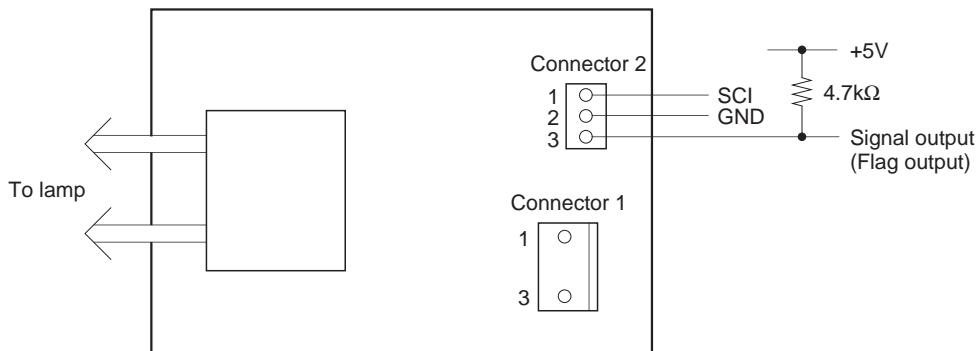 +5V
Connector 2
4.7kΩ
1
SCI
2
GND
3
Signal output
(Flag output)
To lamp
Connector 1
1
3